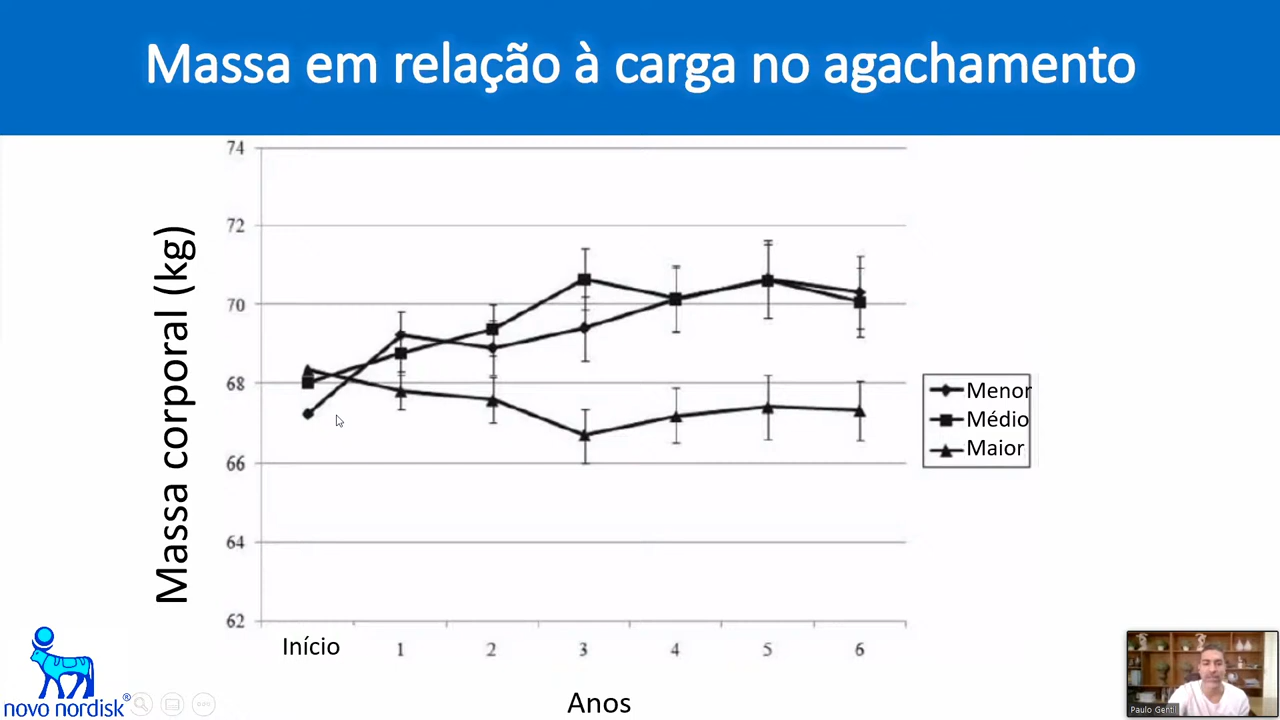 Massa em relação à carga no agachamento
Massa corporal (kg)
74
72
70
68
66
64
62
Início 1 2 3 4 5 6
Anos
Menor
Médio
Maior
novo nordisk®
Paulo Gentil